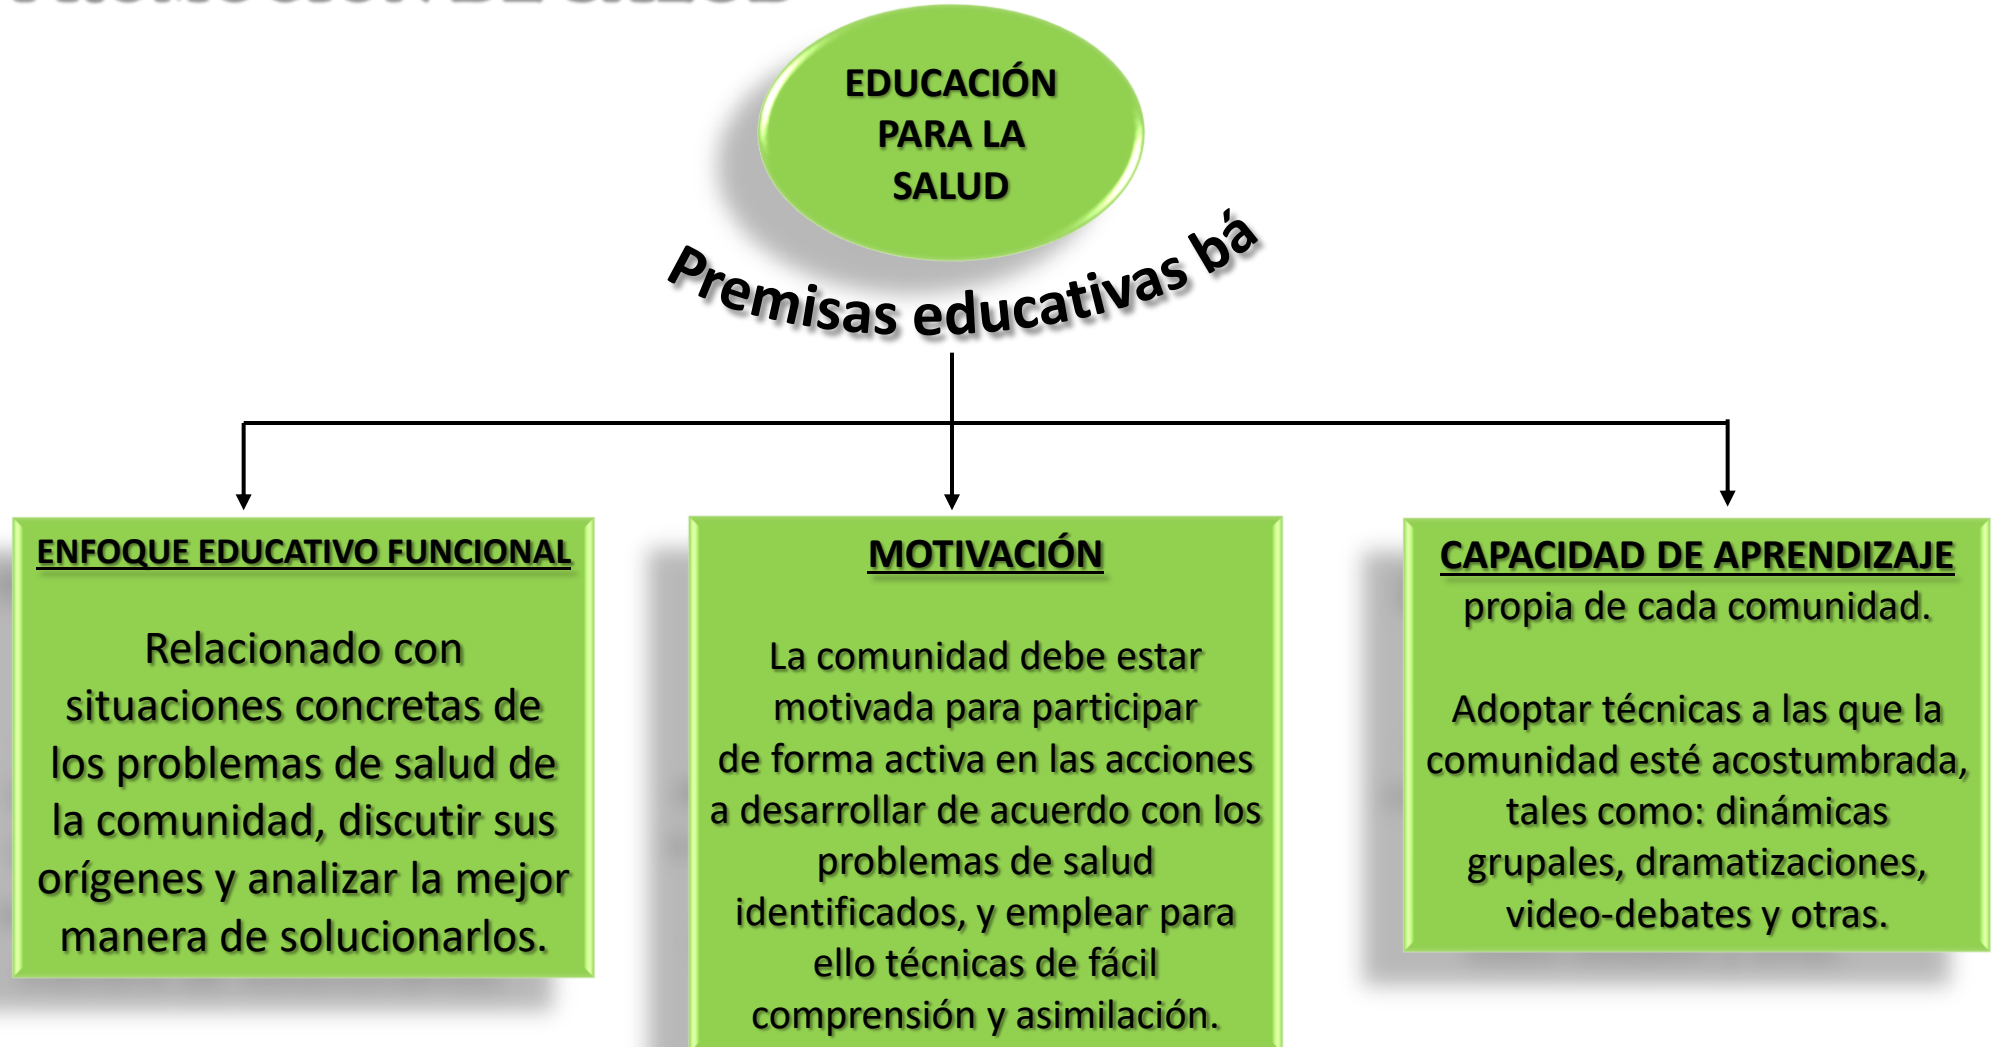 EDUCACIÓN
PARA LA
SALUD
Premisas educativas bá
ENFOQUE EDUCATIVO FUNCIONAL
Relacionado con
situaciones concretas de
los problemas de salud de
la comunidad, discutir sus
orígenes y analizar la mejor
manera de solucionarlos.
MOTIVACIÓN
La comunidad debe estar
motivada para participar
de forma activa en las acciones
a desarrollar de acuerdo con los
problemas de salud
identificados, y emplear para
ello técnicas de fácil
comprensión y asimilación.
CAPACIDAD DE APRENDIZAJE
propia de cada comunidad.
Adoptar técnicas a las que la
comunidad esté acostumbrada,
tales como: dinámicas
grupales, dramatizaciones,
video-debates y otras.